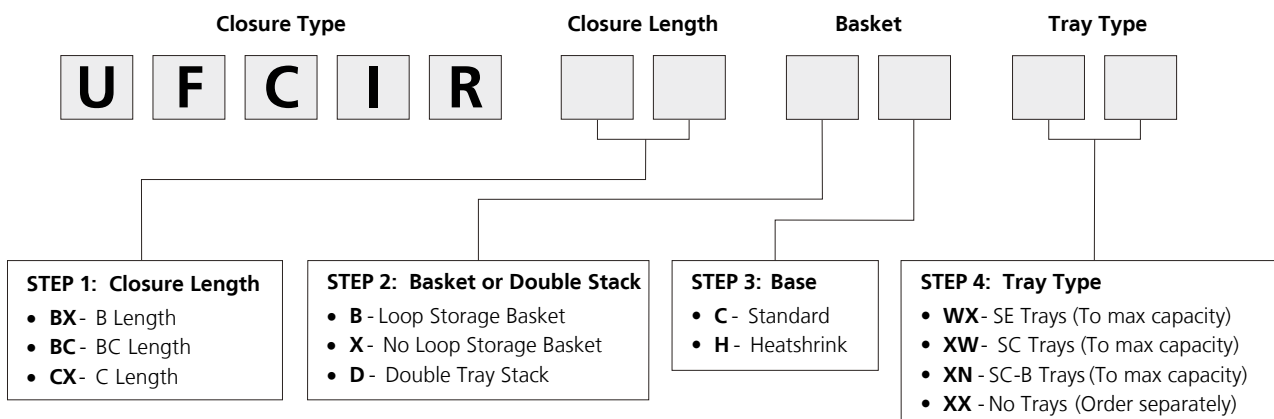 Closure Type Closure Length Basket Tray Type
U F C I R
STEP 1: Closure Length
• BX - B Length
• BC - BC Length
• CX - C Length
STEP 2: Basket or Double Stack
• B - Loop Storage Basket
• X - No Loop Storage Basket
• D - Double Tray Stack
STEP 3: Base
• C - Standard
• H - Heatshrink
STEP 4: Tray Type
• WX - SE Trays (To max capacity)
• XW - SC Trays (To max capacity)
• XN - SC-B Trays (To max capacity)
• XX - No Trays (Order separately)